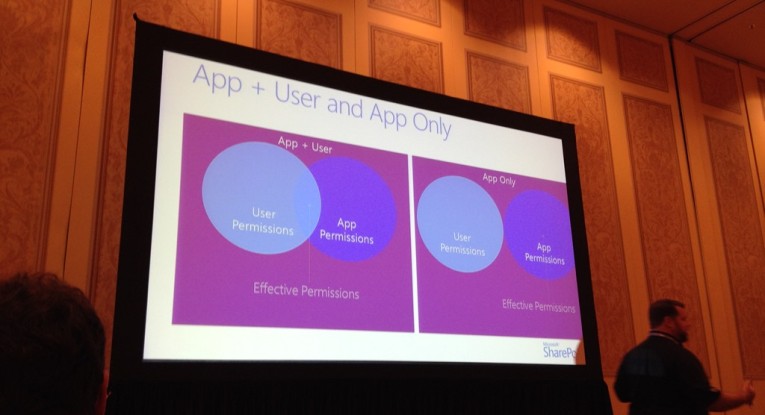 App + User and App Only
App + User
User
Permissions
App
Permissions
Effective Permissions
App Only
User
Permissions
App
Permissions
Effective Permissions
Microsoft
SharePo